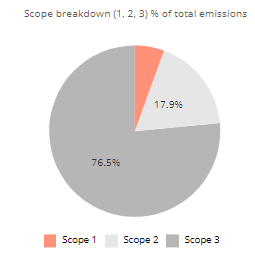 Scope breakdown (1, 2, 3) % of total emissions
17.9%
76.5%
Scope 1 Scope 2 Scope 3